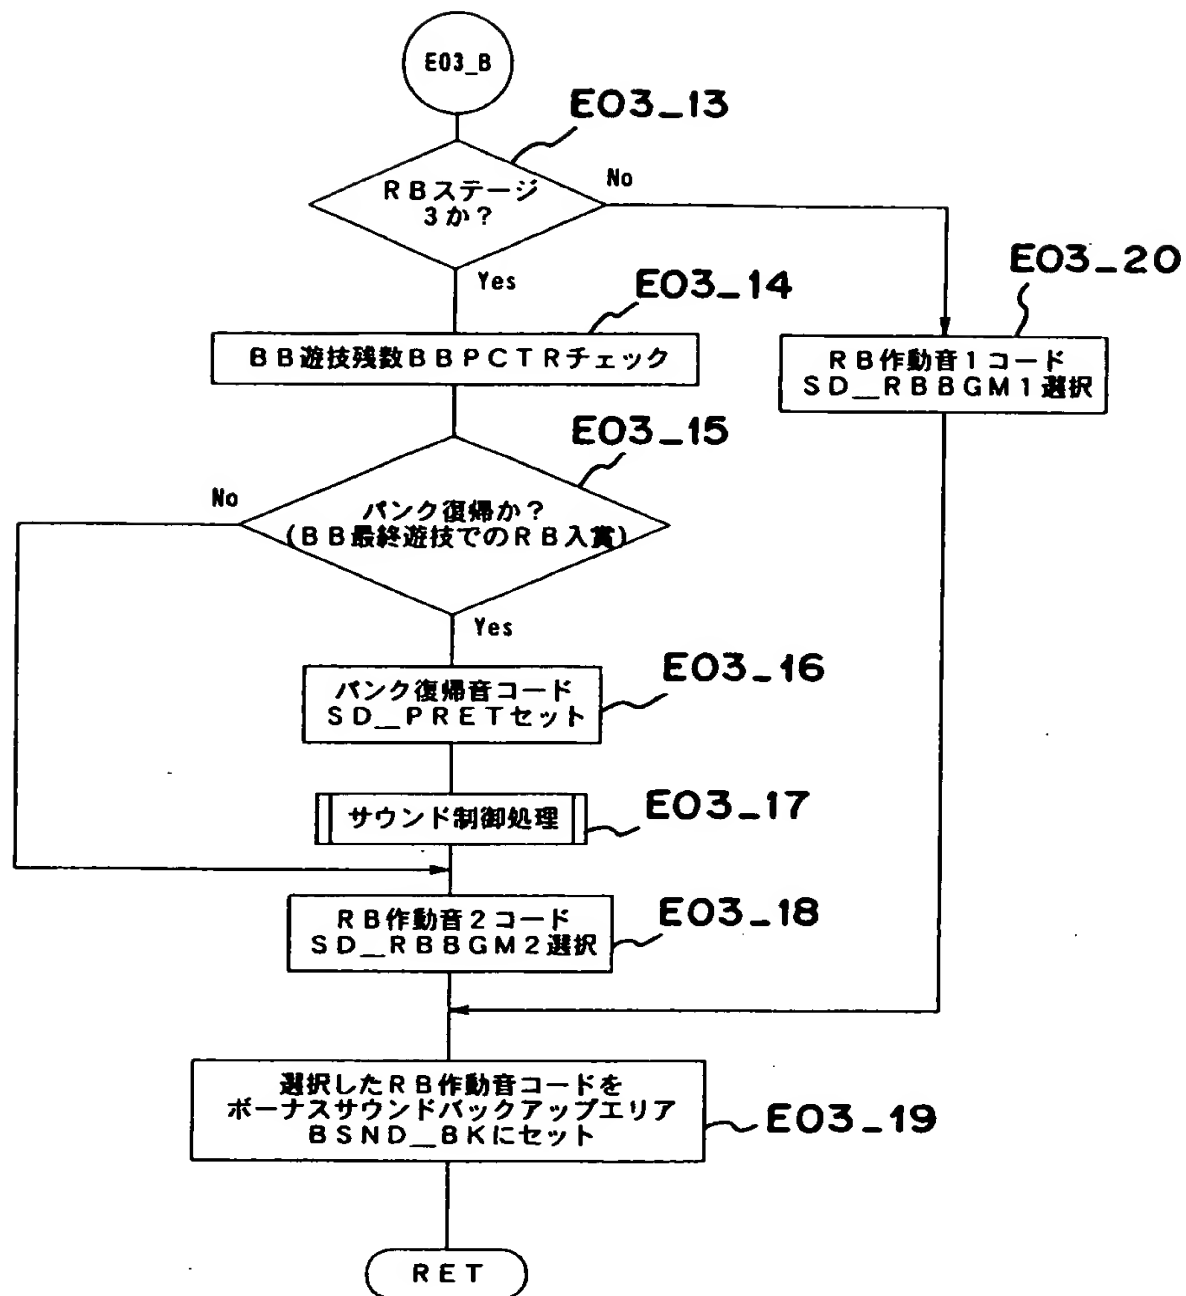 E03_B
E03_13
RBステージ
3か?
No
Yes
E03_14
E03_20
BB遊技残数BBPCTRチェック
RB作動音1コード
SD__RBBGM1選択
E03_15
No
パンク復帰か?
(BB最終遊技でのRB入賞)
Yes
E03_16
パンク復帰音コード
SD__PRETセット
E03_17
サウンド制御処理
E03_18
RB作動音2コード
SD__RBBGM2選択
選択したRB作動音コードを
ボーナスサウンドバックアップエリア
BSND__BKにセット
E03_19
RET